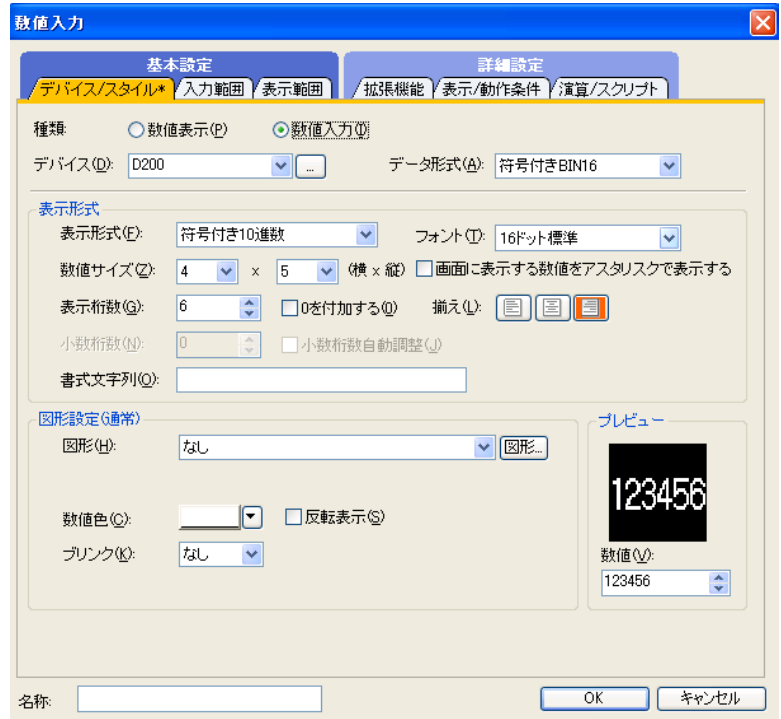 数値入力
基本設定 詳細設定
デバイス/スタイル* 入力範囲 表示範囲 拡張機能 表示/動作条件 演算/スクリプト
種類: 数値表示(P) 数値入力(I)
デバイス(D): D200 ... データ形式(A): 符号付きBIN16
表示形式
表示形式(F): 符号付き10進数 フォント(T): 16ドット標準
数値サイズ(Z): 4 x 5 (横 x 縦) 画面に表示する数値をアスタリスクで表示する
表示桁数(G): 6 0を付加する(0) 揃え(L):
小数桁数(N): 0 小数桁数自動調整(J)
書式文字列(O):
図形設定(通常)
図形(H): なし 図形...
数値色(C): 反転表示(S)
ブリンク(K): なし
プレビュー
123456
数値(V):
123456
名称: OK キャンセル